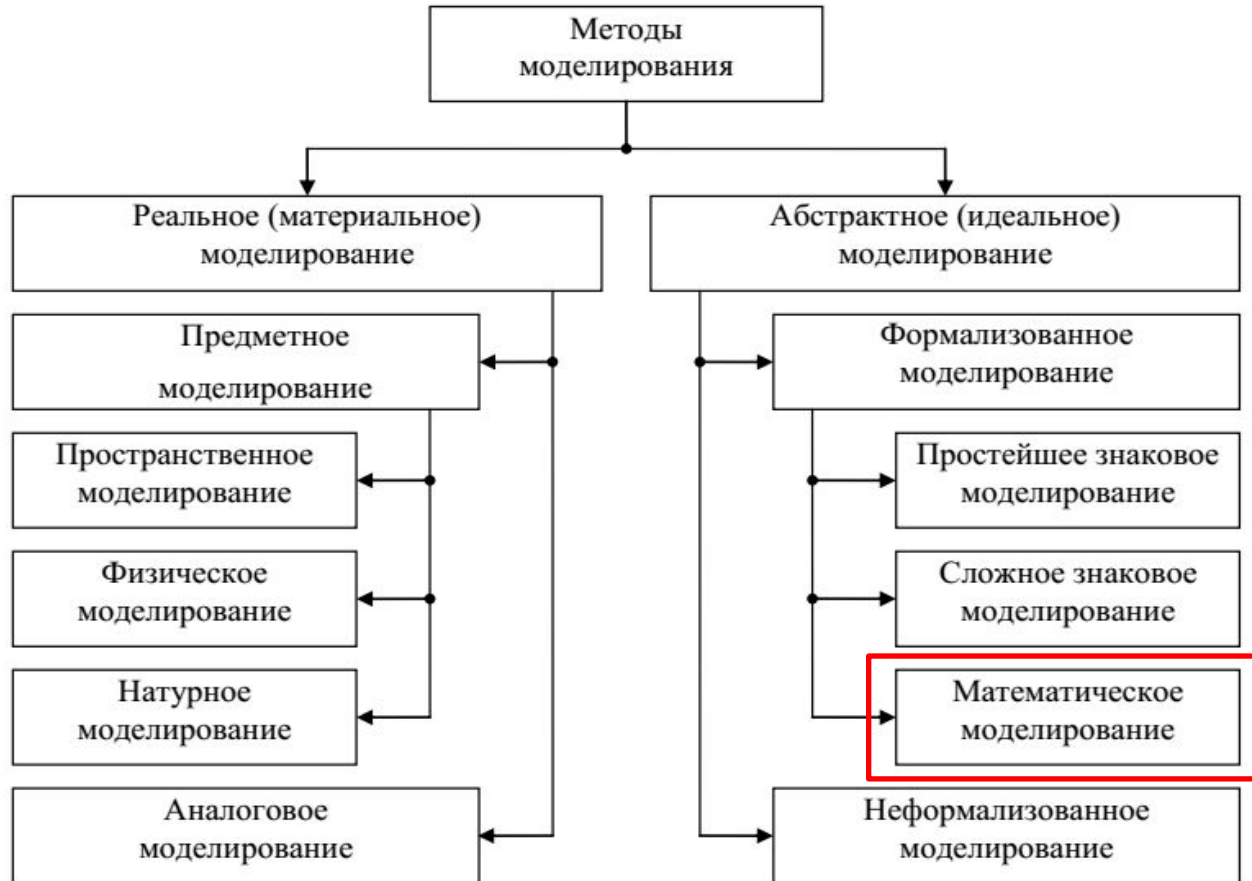 Методы
моделирования
Реальное (материальное)
моделирование
Абстрактное (идеальное)
моделирование
Предметное
моделирование
Формализованное
моделирование
Пространственное
моделирование
Простейшее знаковое
моделирование
Физическое
моделирование
Сложное знаковое
моделирование
Натурное
моделирование
Математическое
моделирование
Аналоговое
моделирование
Неформализованное
моделирование